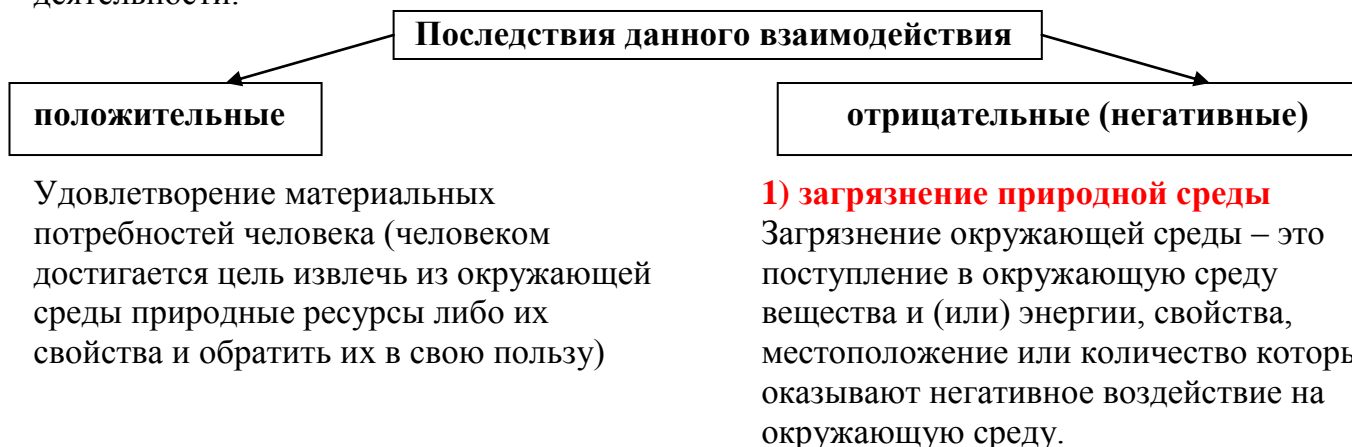 деятельности.
Последствия данного взаимодействия
положительные
отрицательные (негативные)
Удовлетворение материальных
потребностей человека (человеком
достигается цель извлечь из окружающей
среды природные ресурсы либо их
свойства и обратить их в свою пользу)
1) загрязнение природной среды
Загрязнение окружающей среды – это
поступление в окружающую среду
вещества и (или) энергии, свойства,
местоположение или количество
оказывают негативное воздействие на
окружающую среду.